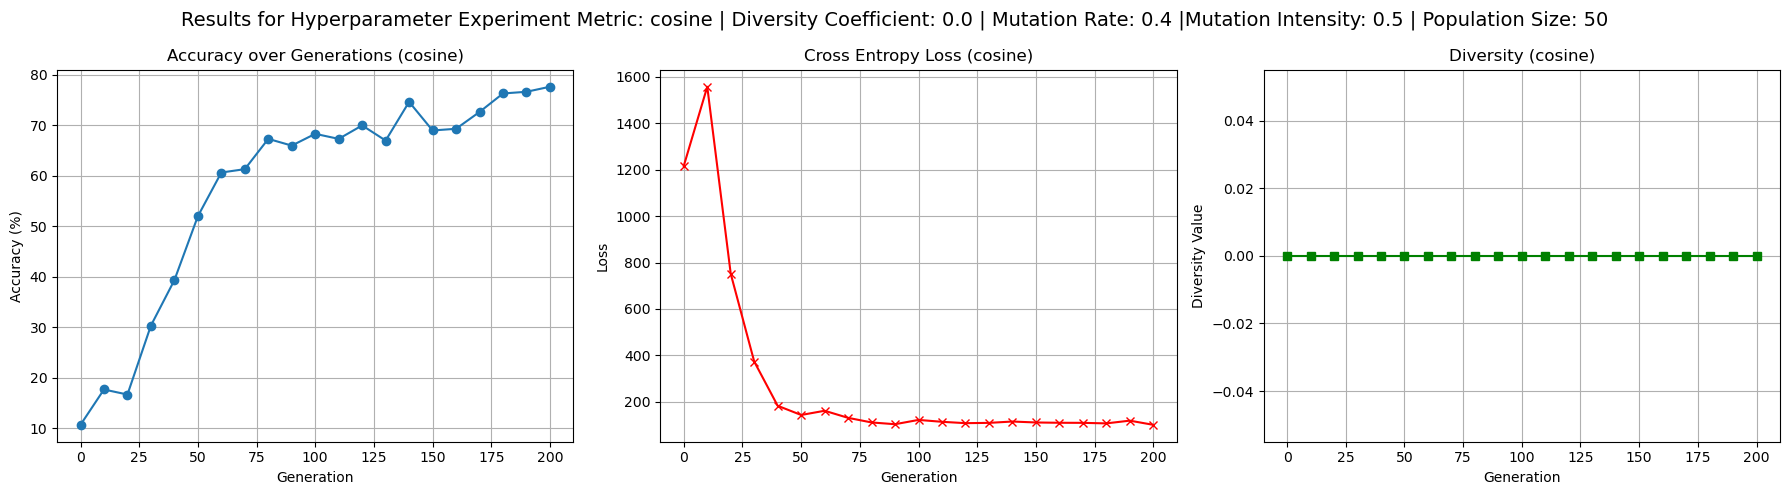 Results for Hyperparameter Experiment Metric: cosine | Diversity Coefficient: 0.0 | Mutation Rate: 0.4 |Mutation Intensity: 0.5 | Population Size: 50
Accuracy over Generations (cosine)
80
70
60
50
40
30
20
10
Accuracy (%)
0 25 50 75 100 125 150 175 200
Generation
Cross Entropy Loss (cosine)
1600
1400
1200
1000
800
600
400
200
Loss
0 25 50 75 100 125 150 175 200
Generation
Diversity (cosine)
0.04
0.02
0.00
−0.02
−0.04
Diversity Value
0 25 50 75 100 125 150 175 200
Generation